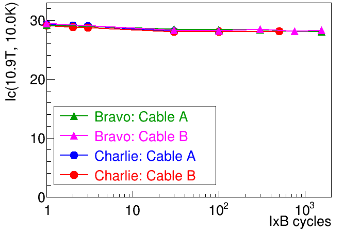 Ic(10.9T, 10.0K)
30
20
10
0
Bravo: Cable A
Bravo: Cable B
Charlie: Cable A
Charlie: Cable B
1 10 10² 10³
IxB cycles